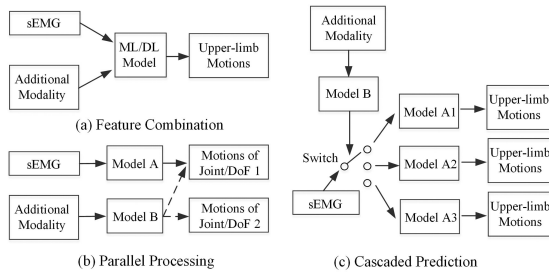 sEMG
Additional
Modality
ML/DL
Model
Upper-limb
Motions
(a) Feature Combination
sEMG
Model A
Motions of
Joint/DoF 1
Additional
Modality
Model B
Motions of
Joint/DoF 2
(b) Parallel Processing
Additional
Modality
Model B
Switch
sEMG
Model A1
Upper-limb
Motions
Model A2
Upper-limb
Motions
Model A3
Upper-limb
Motions
(c) Cascaded Prediction